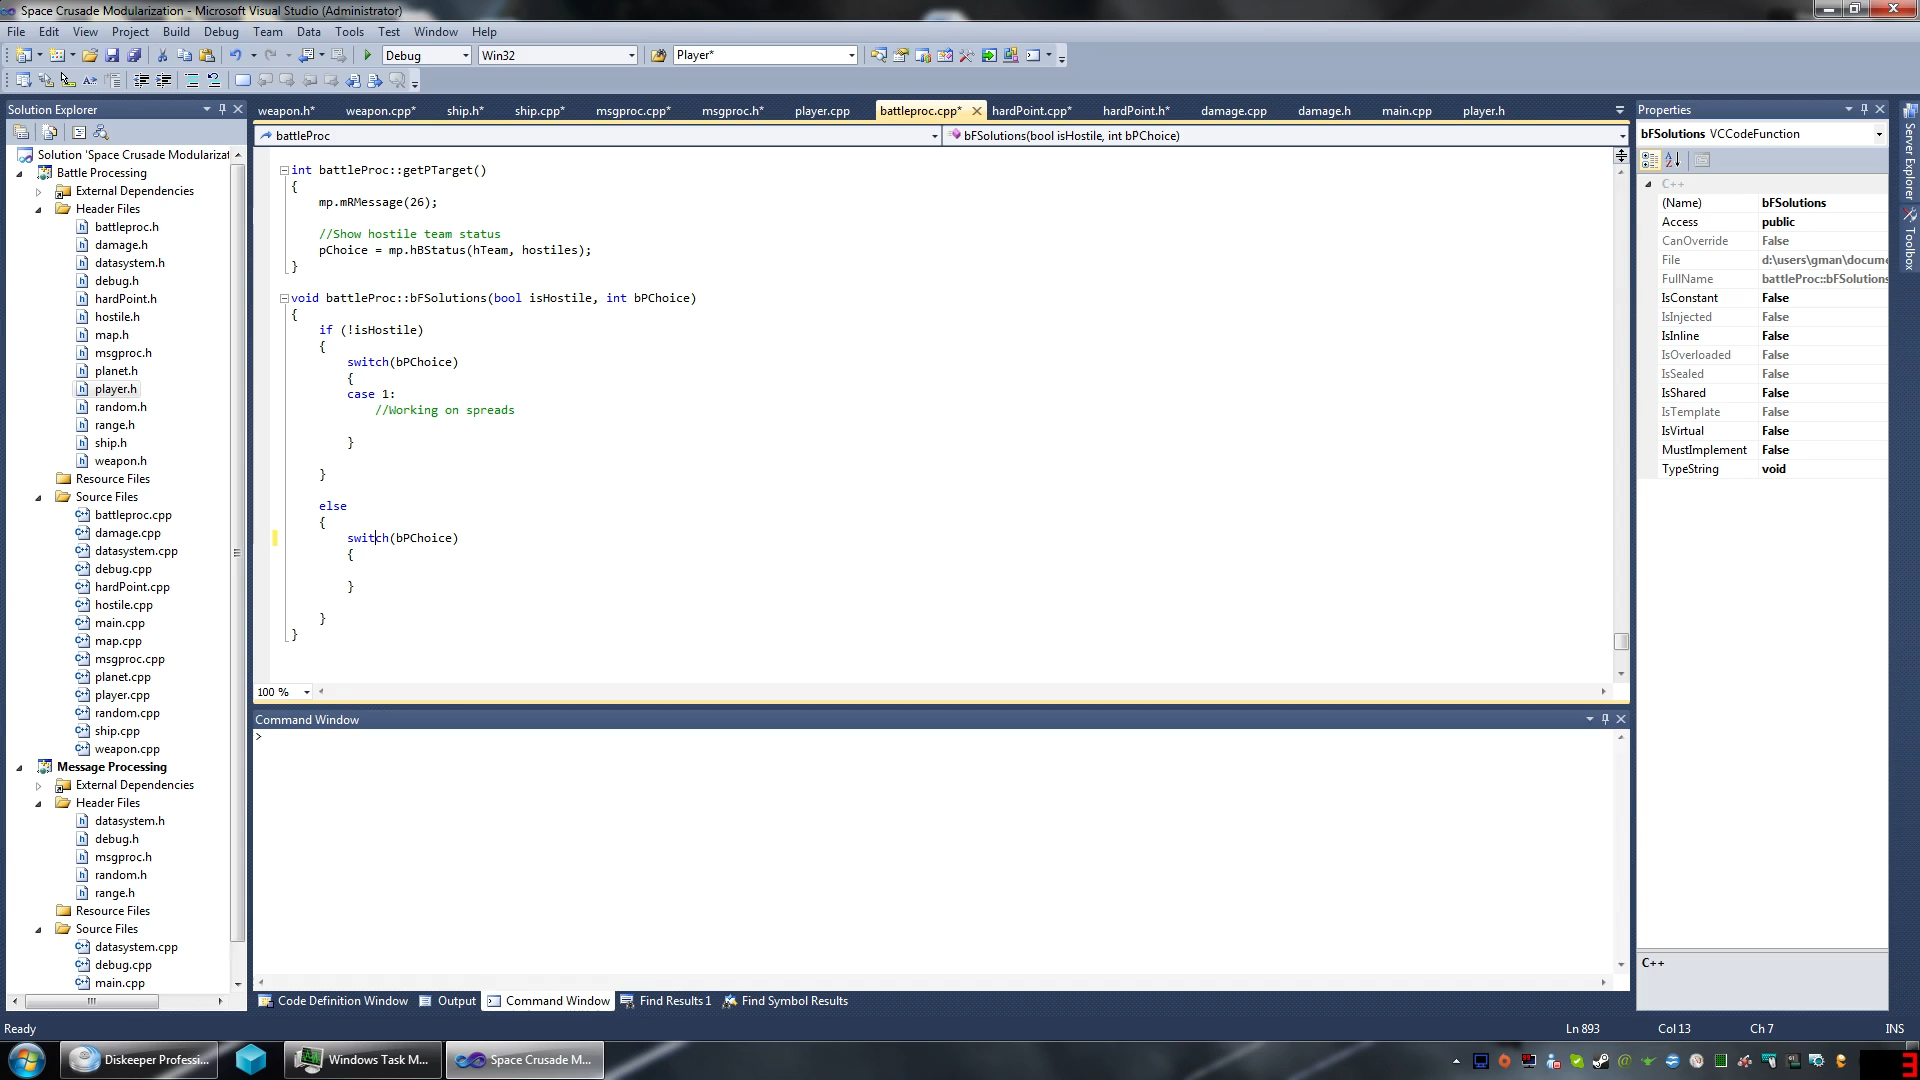 Space Crusade Modularization - Microsoft Visual Studio (Administrator)
File Edit View Project Build Debug Team Data Tools Test Window Help
Debug Win32 Player*
Solution Explorer
weapon.h* weapon.cpp* ship.h* ship.cpp* msgproc.cpp* msgproc.h* player.cpp battleproc.cpp* hardPoint.cpp* hardPoint.h* damage.cpp damage.h main.cpp player.h
battleProc bFSolutions(bool isHostile, int bPChoice)
Solution 'Space Crusade Modularizat
Battle Processing
External Dependencies
Header Files
battleproc.h
damage.h
datasystem.h
debug.h
hardPoint.h
hostile.h
map.h
msgproc.h
planet.h
player.h
random.h
range.h
ship.h
weapon.h
Resource Files
Source Files
battleproc.cpp
damage.cpp
datasystem.cpp
debug.cpp
hardPoint.cpp
hostile.cpp
main.cpp
map.cpp
msgproc.cpp
planet.cpp
player.cpp
random.cpp
ship.cpp
weapon.cpp
Message Processing
External Dependencies
Header Files
datasystem.h
debug.h
msgproc.h
random.h
range.h
Resource Files
Source Files
datasystem.cpp
debug.cpp
main.cpp
int battleProc::getPTarget()
{
mp.mRMessage(26);
//Show hostile team status
pChoice = mp.hBStatus(hTeam, hostiles);
}
void battleProc::bFSolutions(bool isHostile, int bPChoice)
{
if (!isHostile)
{
switch(bPChoice)
{
case 1:
//Working on spreads
}
}
else
{
switch(bPChoice)
{
}
}
}
100 %
Command Window
>
Code Definition Window Output Command Window Find Results 1 Find Symbol Results
Properties
bFSolutions VCCodeFunction
C++
(Name) bFSolutions
Access public
CanOverride False
File d:\users\gman\docume
FullName battleProc::bFSolutions
IsConstant False
IsInjected False
IsInline False
IsOverloaded False
IsSealed False
IsShared False
IsTemplate False
IsVirtual False
MustImplement False
TypeString void
C++
Server Explorer
Toolbox
Ready Ln 893 Col 13 Ch 7 INS
Diskeeper Professi... Windows Task M... Space Crusade M... 3